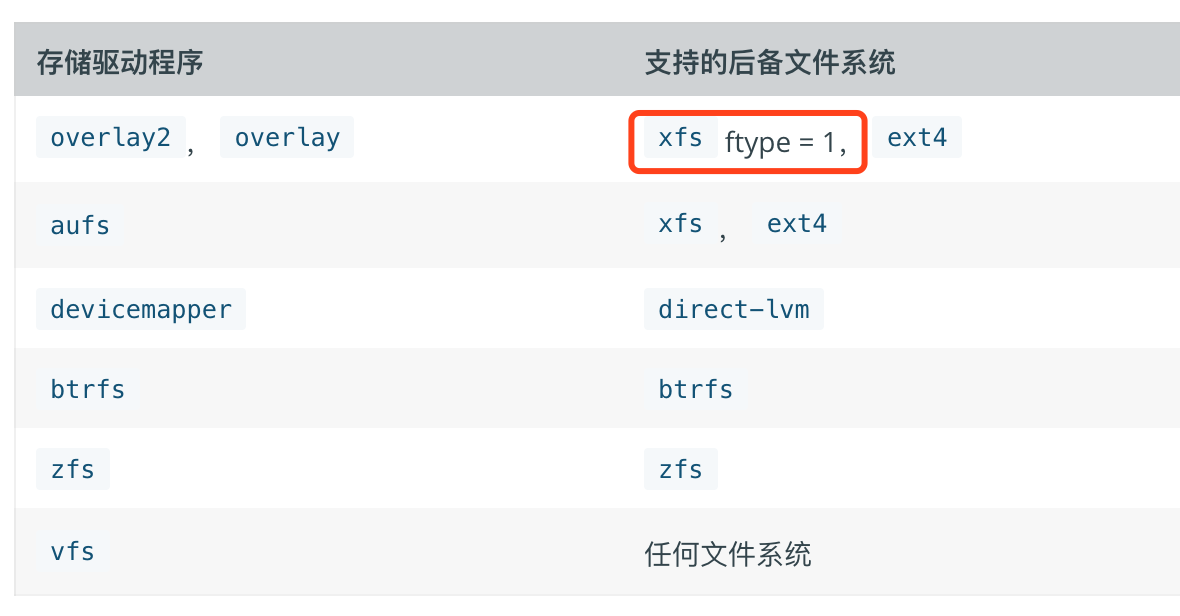 存储驱动程序 支持的后备文件系统
overlay2 , overlay xfs ftype = 1, ext4
aufs xfs , ext4
devicemapper direct-lvm
btrfs btrfs
zfs zfs
vfs 任何文件系统